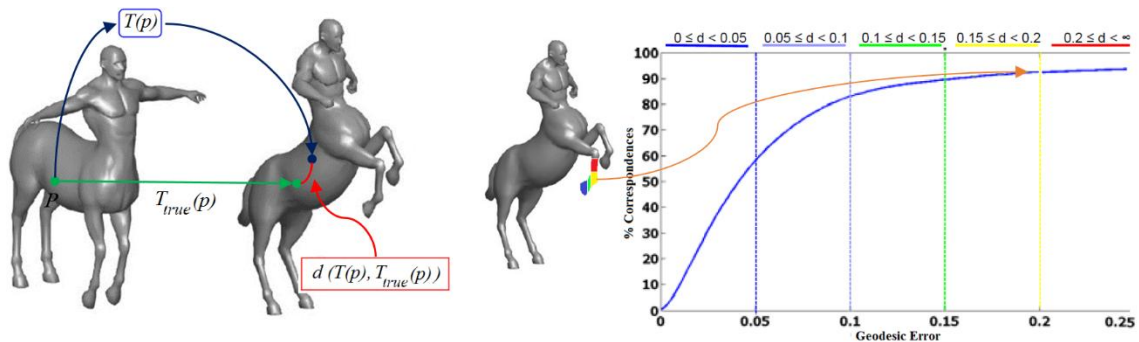 T(p)
P
T_true(p)
d (T(p), T_true(p))
0 ≤ d < 0.05 0.05 ≤ d < 0.1 0.1 ≤ d < 0.15 0.15 ≤ d < 0.2 0.2 ≤ d < ∞
% Correspondences
100
90
80
70
60
50
40
30
20
10
0
0 0.05 0.1 0.15 0.2 0.25
Geodesic Error